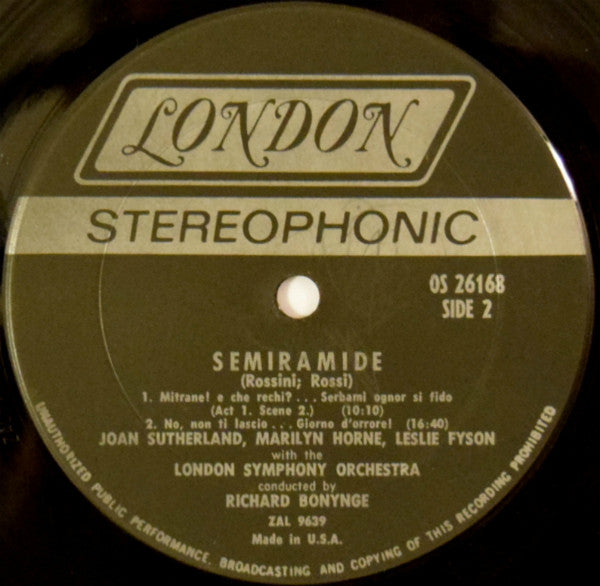 LONDON
STEREOPHONIC
OS 26168
SIDE 2
SEMIRAMIDE
(Rossini; Rossi)
1. Mitrane! e che rechi? . . . Serbami ognor si fido
(Act 1. Scene 2.) (10:10)
2. No, non ti lascio . . . Giorno d'orrore! (16:40)
JOAN SUTHERLAND, MARILYN HORNE, LESLIE FYSON
with the
LONDON SYMPHONY ORCHESTRA
conducted by
RICHARD BONYNGE
ZAL 9639
Made in U.S.A.
UNAUTHORIZED PUBLIC PERFORMANCE, BROADCASTING AND COPYING OF THIS RECORDING PROHIBITED